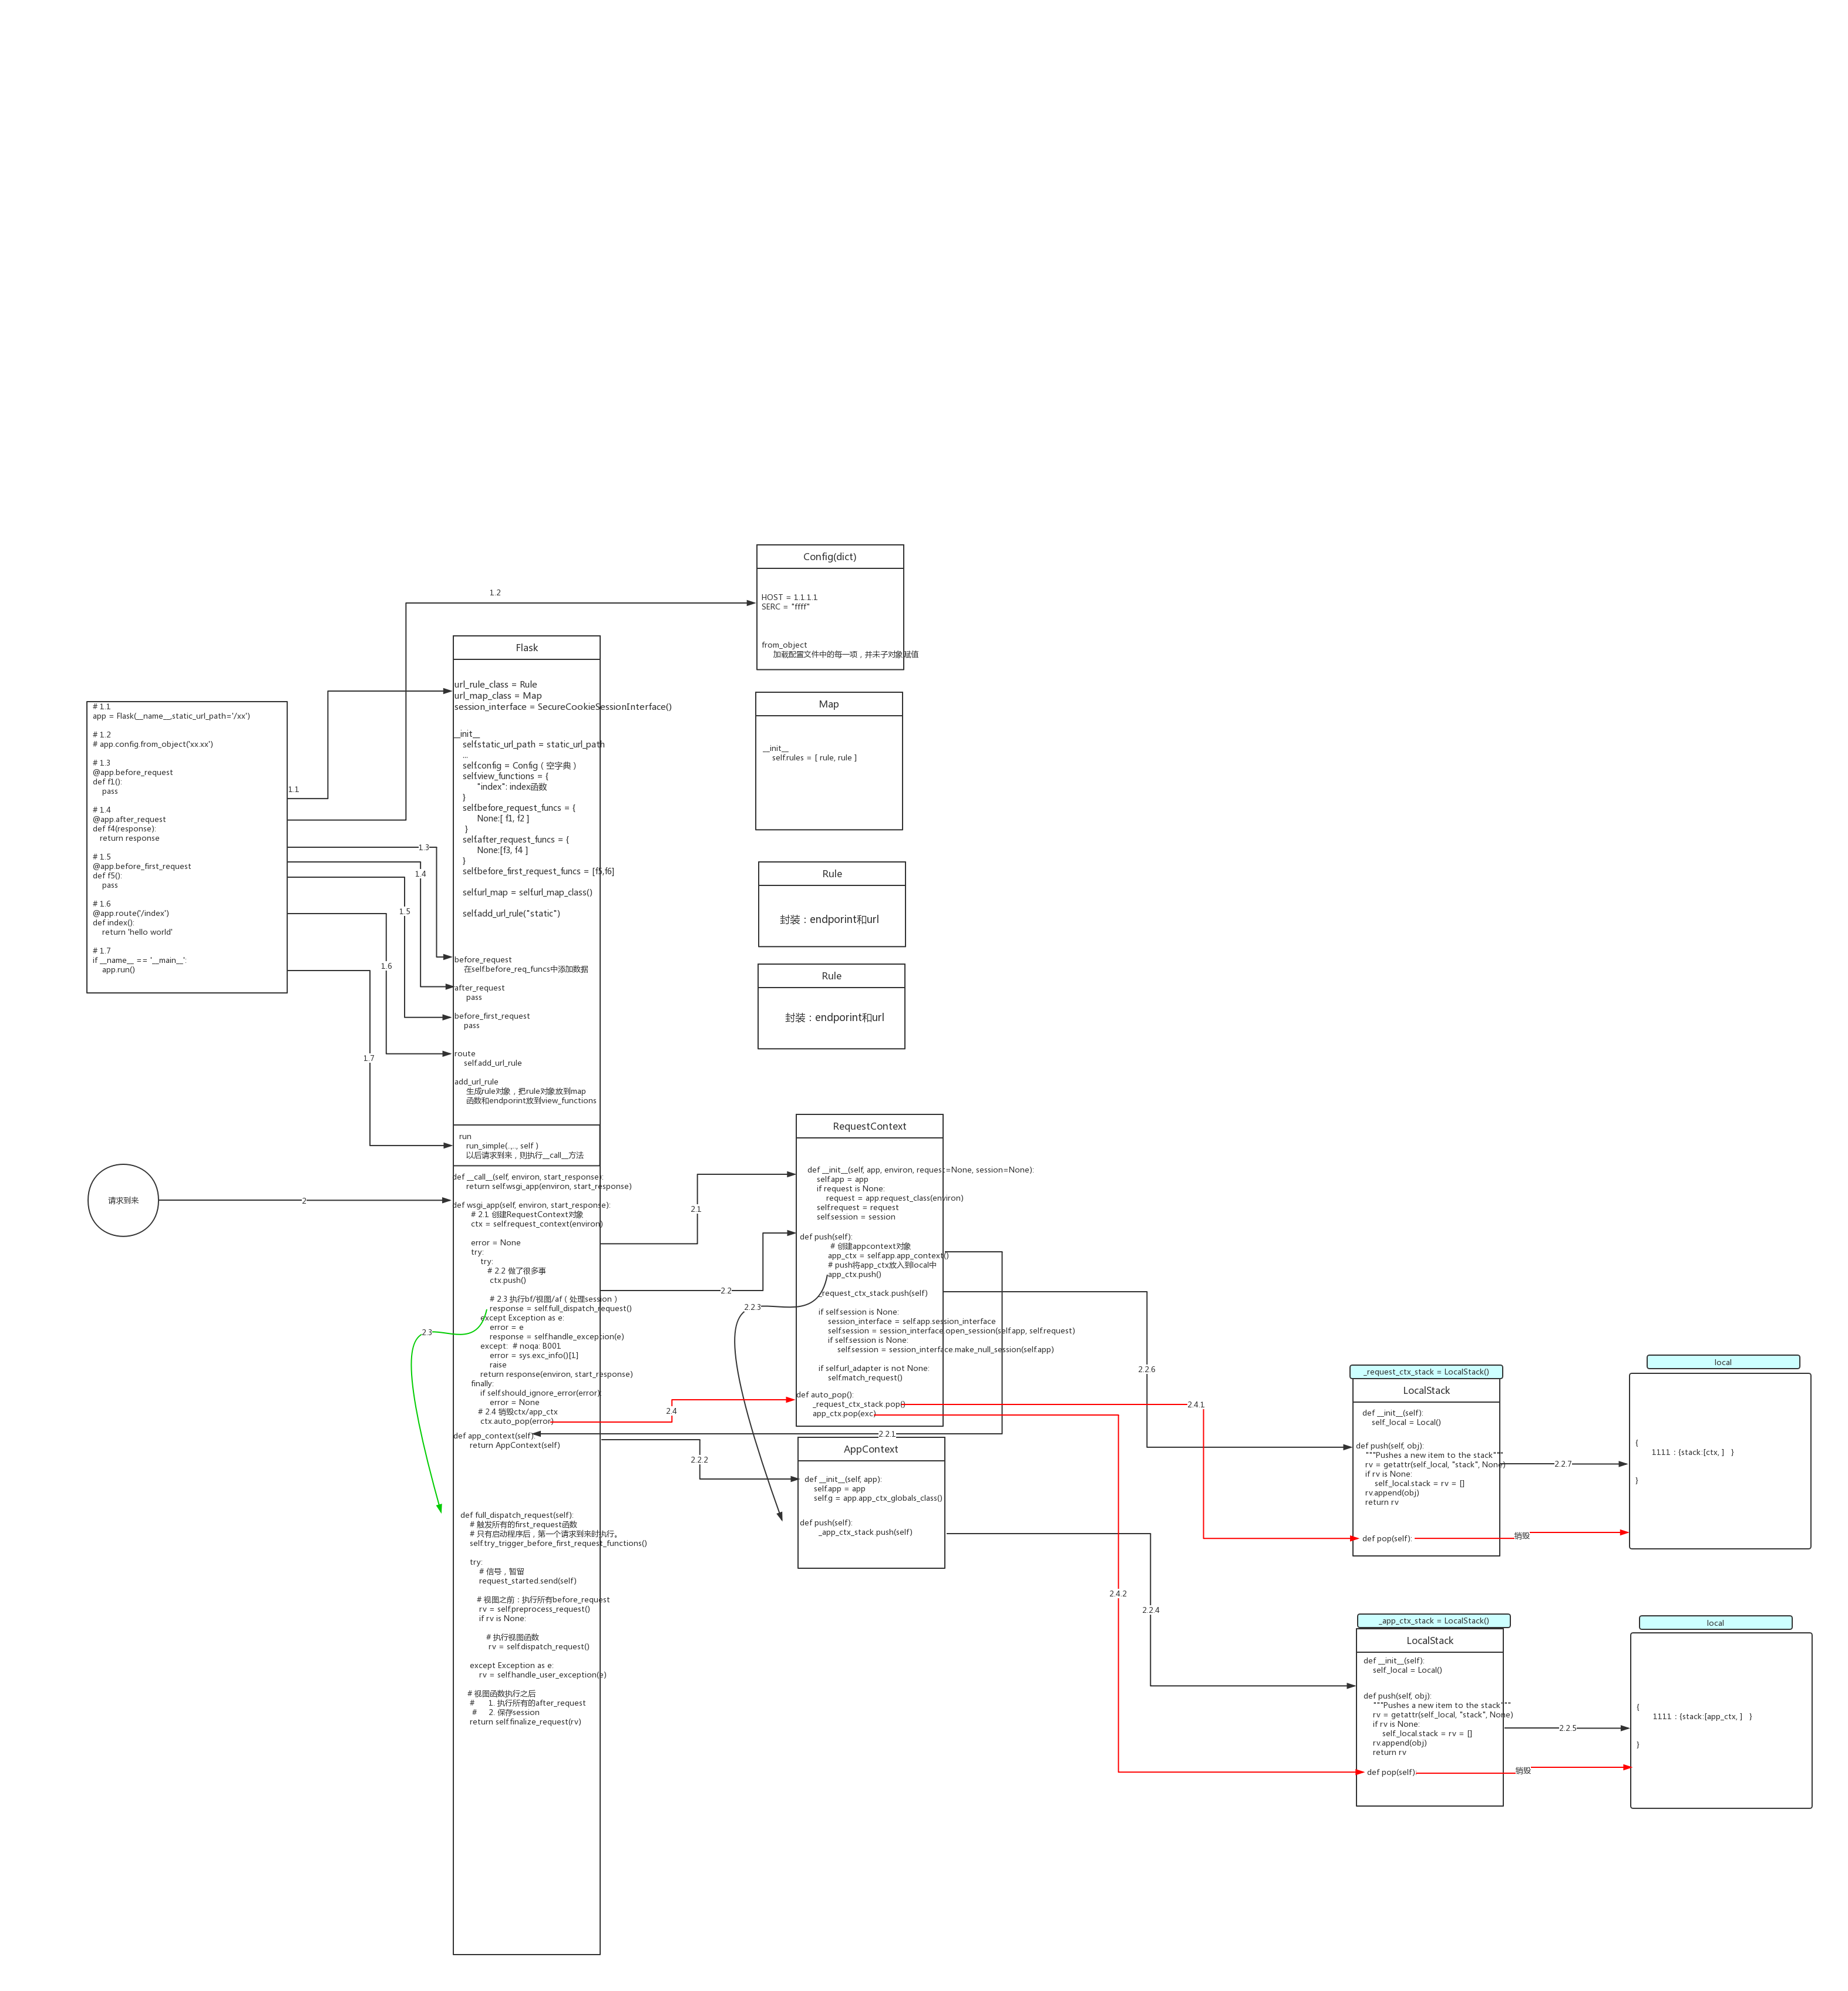 Config(dict)
HOST = 1.1.1.1
SERC = "ffff"
from_object
加载配置文件中的每一项，并未子对象赋值
1.2
Flask
url_rule_class = Rule
url_map_class = Map
session_interface = SecureCookieSessionInterface()
__init__
self.static_url_path = static_url_path
...
self.config = Config（空字典）
self.view_functions = {
"index": index函数
}
self.before_request_funcs = {
None:[ f1, f2 ]
}
self.after_request_funcs = {
None:[f3, f4 ]
}
self.before_first_request_funcs = [f5,f6]
self.url_map = self.url_map_class()
self.add_url_rule("static")
before_request
在self.before_req_funcs中添加数据
after_request
pass
before_first_request
pass
route
self.add_url_rule
add_url_rule
生成rule对象，把rule对象放到map
函数和endporint放到view_functions
run
run_simple(..,.., self )
以后请求到来，则执行__call__方法
def __call__(self, environ, start_response):
return self.wsgi_app(environ, start_response)
def wsgi_app(self, environ, start_response):
# 2.1 创建RequestContext对象
ctx = self.request_context(environ)
error = None
try:
try:
# 2.2 做了很多事
ctx.push()
# 2.3 执行bf/视图/af（处理session）
response = self.full_dispatch_request()
except Exception as e:
error = e
response = self.handle_exception(e)
except:  # noqa: B001
error = sys.exc_info()[1]
raise
return response(environ, start_response)
finally:
if self.should_ignore_error(error):
error = None
# 2.4 销毁ctx/app_ctx
ctx.auto_pop(error)
def app_context(self):
return AppContext(self)
def full_dispatch_request(self):
# 触发所有的first_request函数
# 只有启动程序后，第一个请求到来时执行。
self.try_trigger_before_first_request_functions()
try:
# 信号，暂留
request_started.send(self)
# 视图之前：执行所有before_request
rv = self.preprocess_request()
if rv is None:
# 执行视图函数
rv = self.dispatch_request()
except Exception as e:
rv = self.handle_user_exception(e)
# 视图函数执行之后
#      1. 执行所有的after_request
#      2. 保存session
return self.finalize_request(rv)
# 1.1
app = Flask(__name__,static_url_path='/xx')
# 1.2
# app.config.from_object('xx.xx')
# 1.3
@app.before_request
def f1():
pass
# 1.4
@app.after_request
def f4(response):
return response
# 1.5
@app.before_first_request
def f5():
pass
# 1.6
@app.route('/index')
def index():
return 'hello world'
# 1.7
if __name__ == '__main__':
app.run()
1.1
1.3
1.4
1.5
1.6
1.7
请求到来
2
Map
__init__
self.rules = [ rule, rule ]
Rule
封装：endporint和url
Rule
封装：endporint和url
2.1
2.2
2.3
2.4
2.2.1
2.2.2
2.2.3
RequestContext
def __init__(self, app, environ, request=None, session=None):
self.app = app
if request is None:
request = app.request_class(environ)
self.request = request
self.session = session
def push(self):
# 创建appcontext对象
app_ctx = self.app.app_context()
# push将app_ctx放入到local中
app_ctx.push()
_request_ctx_stack.push(self)
if self.session is None:
session_interface = self.app.session_interface
self.session = session_interface.open_session(self.app, self.request)
if self.session is None:
self.session = session_interface.make_null_session(self.app)
if self.url_adapter is not None:
self.match_request()
def auto_pop():
_request_ctx_stack.pop()
app_ctx.pop(exc)
AppContext
def __init__(self, app):
self.app = app
self.g = app.app_ctx_globals_class()
def push(self):
_app_ctx_stack.push(self)
2.2.6
2.4.1
2.4.2
2.2.4
_request_ctx_stack = LocalStack()
LocalStack
def __init__(self):
self._local = Local()
def push(self, obj):
"""Pushes a new item to the stack"""
rv = getattr(self._local, "stack", None)
if rv is None:
self._local.stack = rv = []
rv.append(obj)
return rv
def pop(self):
2.2.7
销毁
local
{
1111：{stack:[ctx, ]   }
}
_app_ctx_stack = LocalStack()
LocalStack
def __init__(self):
self._local = Local()
def push(self, obj):
"""Pushes a new item to the stack"""
rv = getattr(self._local, "stack", None)
if rv is None:
self._local.stack = rv = []
rv.append(obj)
return rv
def pop(self):
2.2.5
销毁
local
{
1111：{stack:[app_ctx, ]   }
}